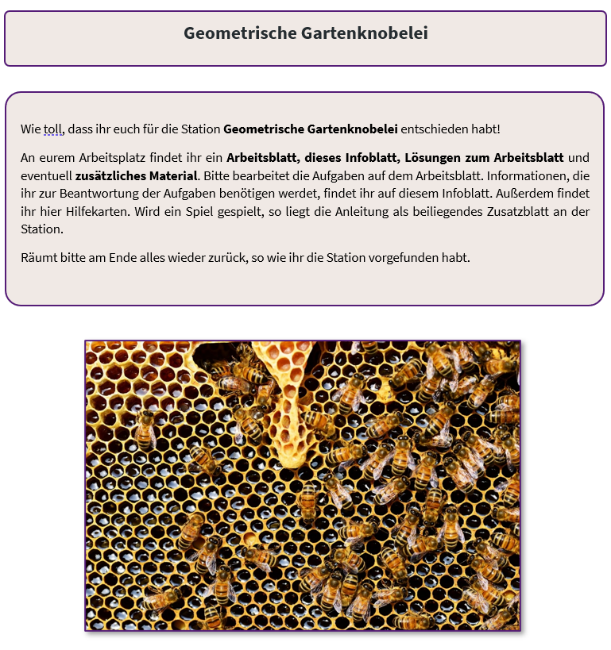 Geometrische Gartenknobelei
Wie toll, dass ihr euch für die Station Geometrische Gartenknobelei entschieden habt!
An eurem Arbeitsplatz findet ihr ein Arbeitsblatt, dieses Infoblatt, Lösungen zum Arbeitsblatt und
eventuell zusätzliches Material. Bitte bearbeitet die Aufgaben auf dem Arbeitsblatt. Informationen, die
ihr zur Beantwortung der Aufgaben benötigen werdet, findet ihr auf diesem Infoblatt. Außerdem findet
ihr hier Hilfekarten. Wird ein Spiel gespielt, so liegt die Anleitung als beiliegendes Zusatzblatt an der
Station.
Räumt bitte am Ende alles wieder zurück, so wie ihr die Station vorgefunden habt.